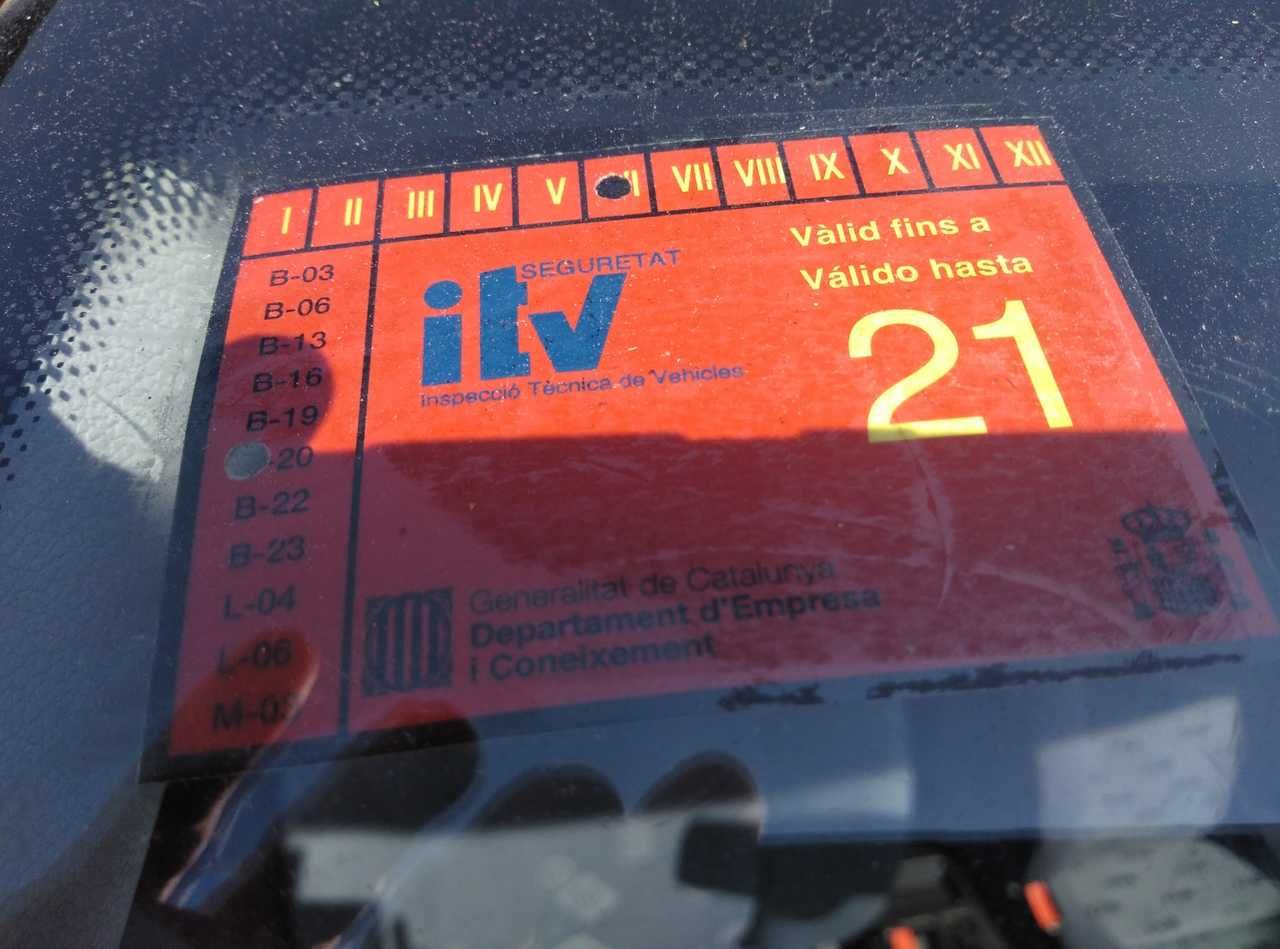 I II III IV V VII VIII IX X XI XII
B-03
B-06
B-13
B-16
B-19
-20
B-22
B-23
L-04
L-06
M-03
SEGURETAT
itv
Inspecció Tècnica de Vehicles
Vàlid fins a
Válido hasta
21
Generalitat de Catalunya
Departament d'Empresa
i Coneixement